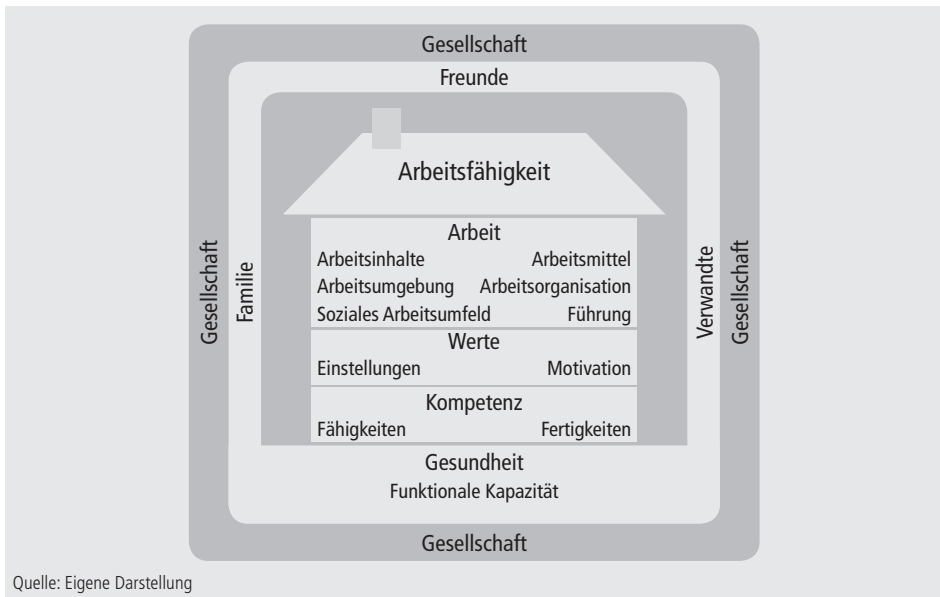 Gesellschaft
Freunde
Arbeitsfähigkeit
Gesellschaft
Familie
Verwandte
Gesellschaft
Arbeit
Arbeitsinhalte Arbeitsmittel
Arbeitsumgebung Arbeitsorganisation
Soziales Arbeitsumfeld Führung
Werte
Einstellungen Motivation
Kompetenz
Fähigkeiten Fertigkeiten
Gesundheit
Funktionale Kapazität
Gesellschaft
Quelle: Eigene Darstellung